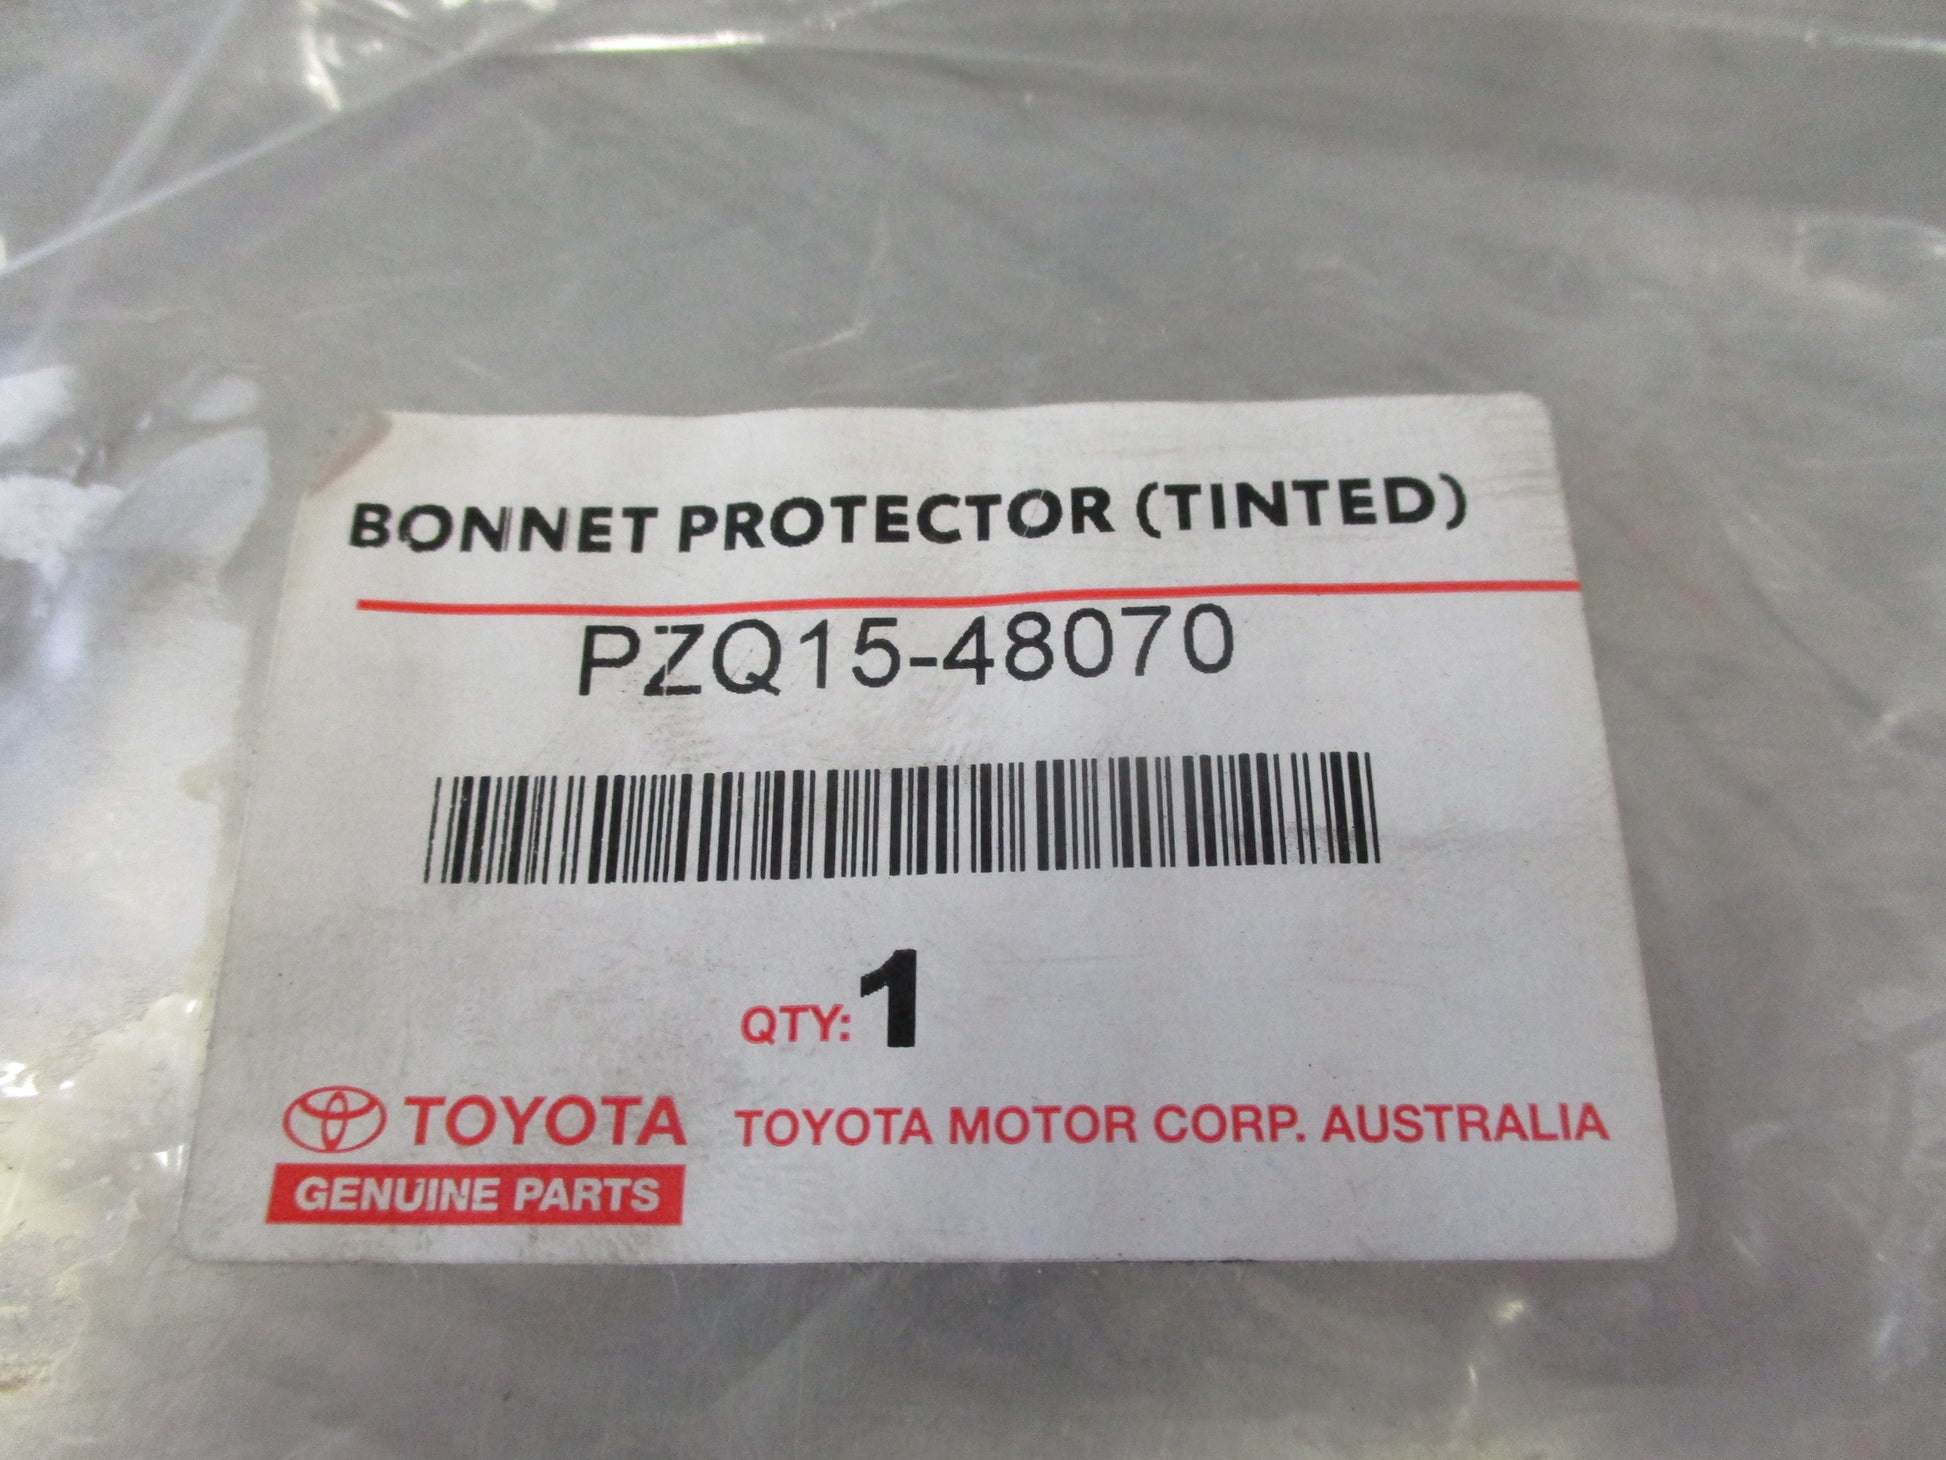 BONNET PROTECTOR (TINTED)
PZQ15-48070
QTY: 1
TOYOTA TOYOTA MOTOR CORP. AUSTRALIA
GENUINE PARTS